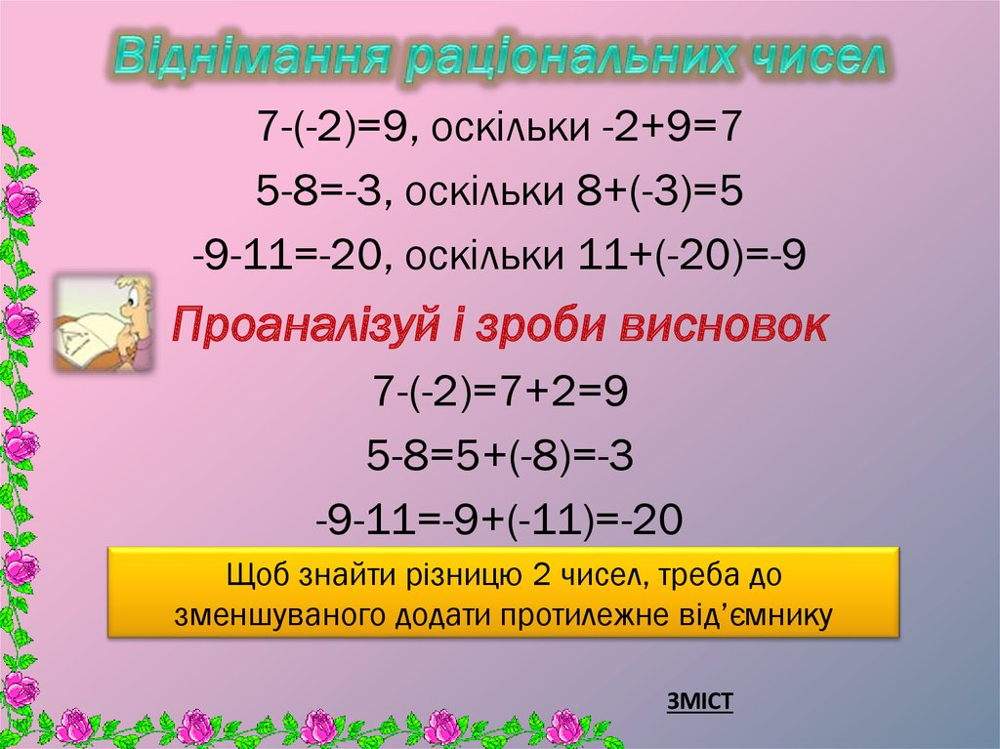 Віднімання раціональних чисел
7-(-2)=9, оскільки -2+9=7
5-8=-3, оскільки 8+(-3)=5
-9-11=-20, оскільки 11+(-20)=-9
Проаналізуй і зроби висновок
7-(-2)=7+2=9
5-8=5+(-8)=-3
-9-11=-9+(-11)=-20
Щоб знайти різницю 2 чисел, треба до
зменшуваного додати протилежне від’ємнику
ЗМІСТ